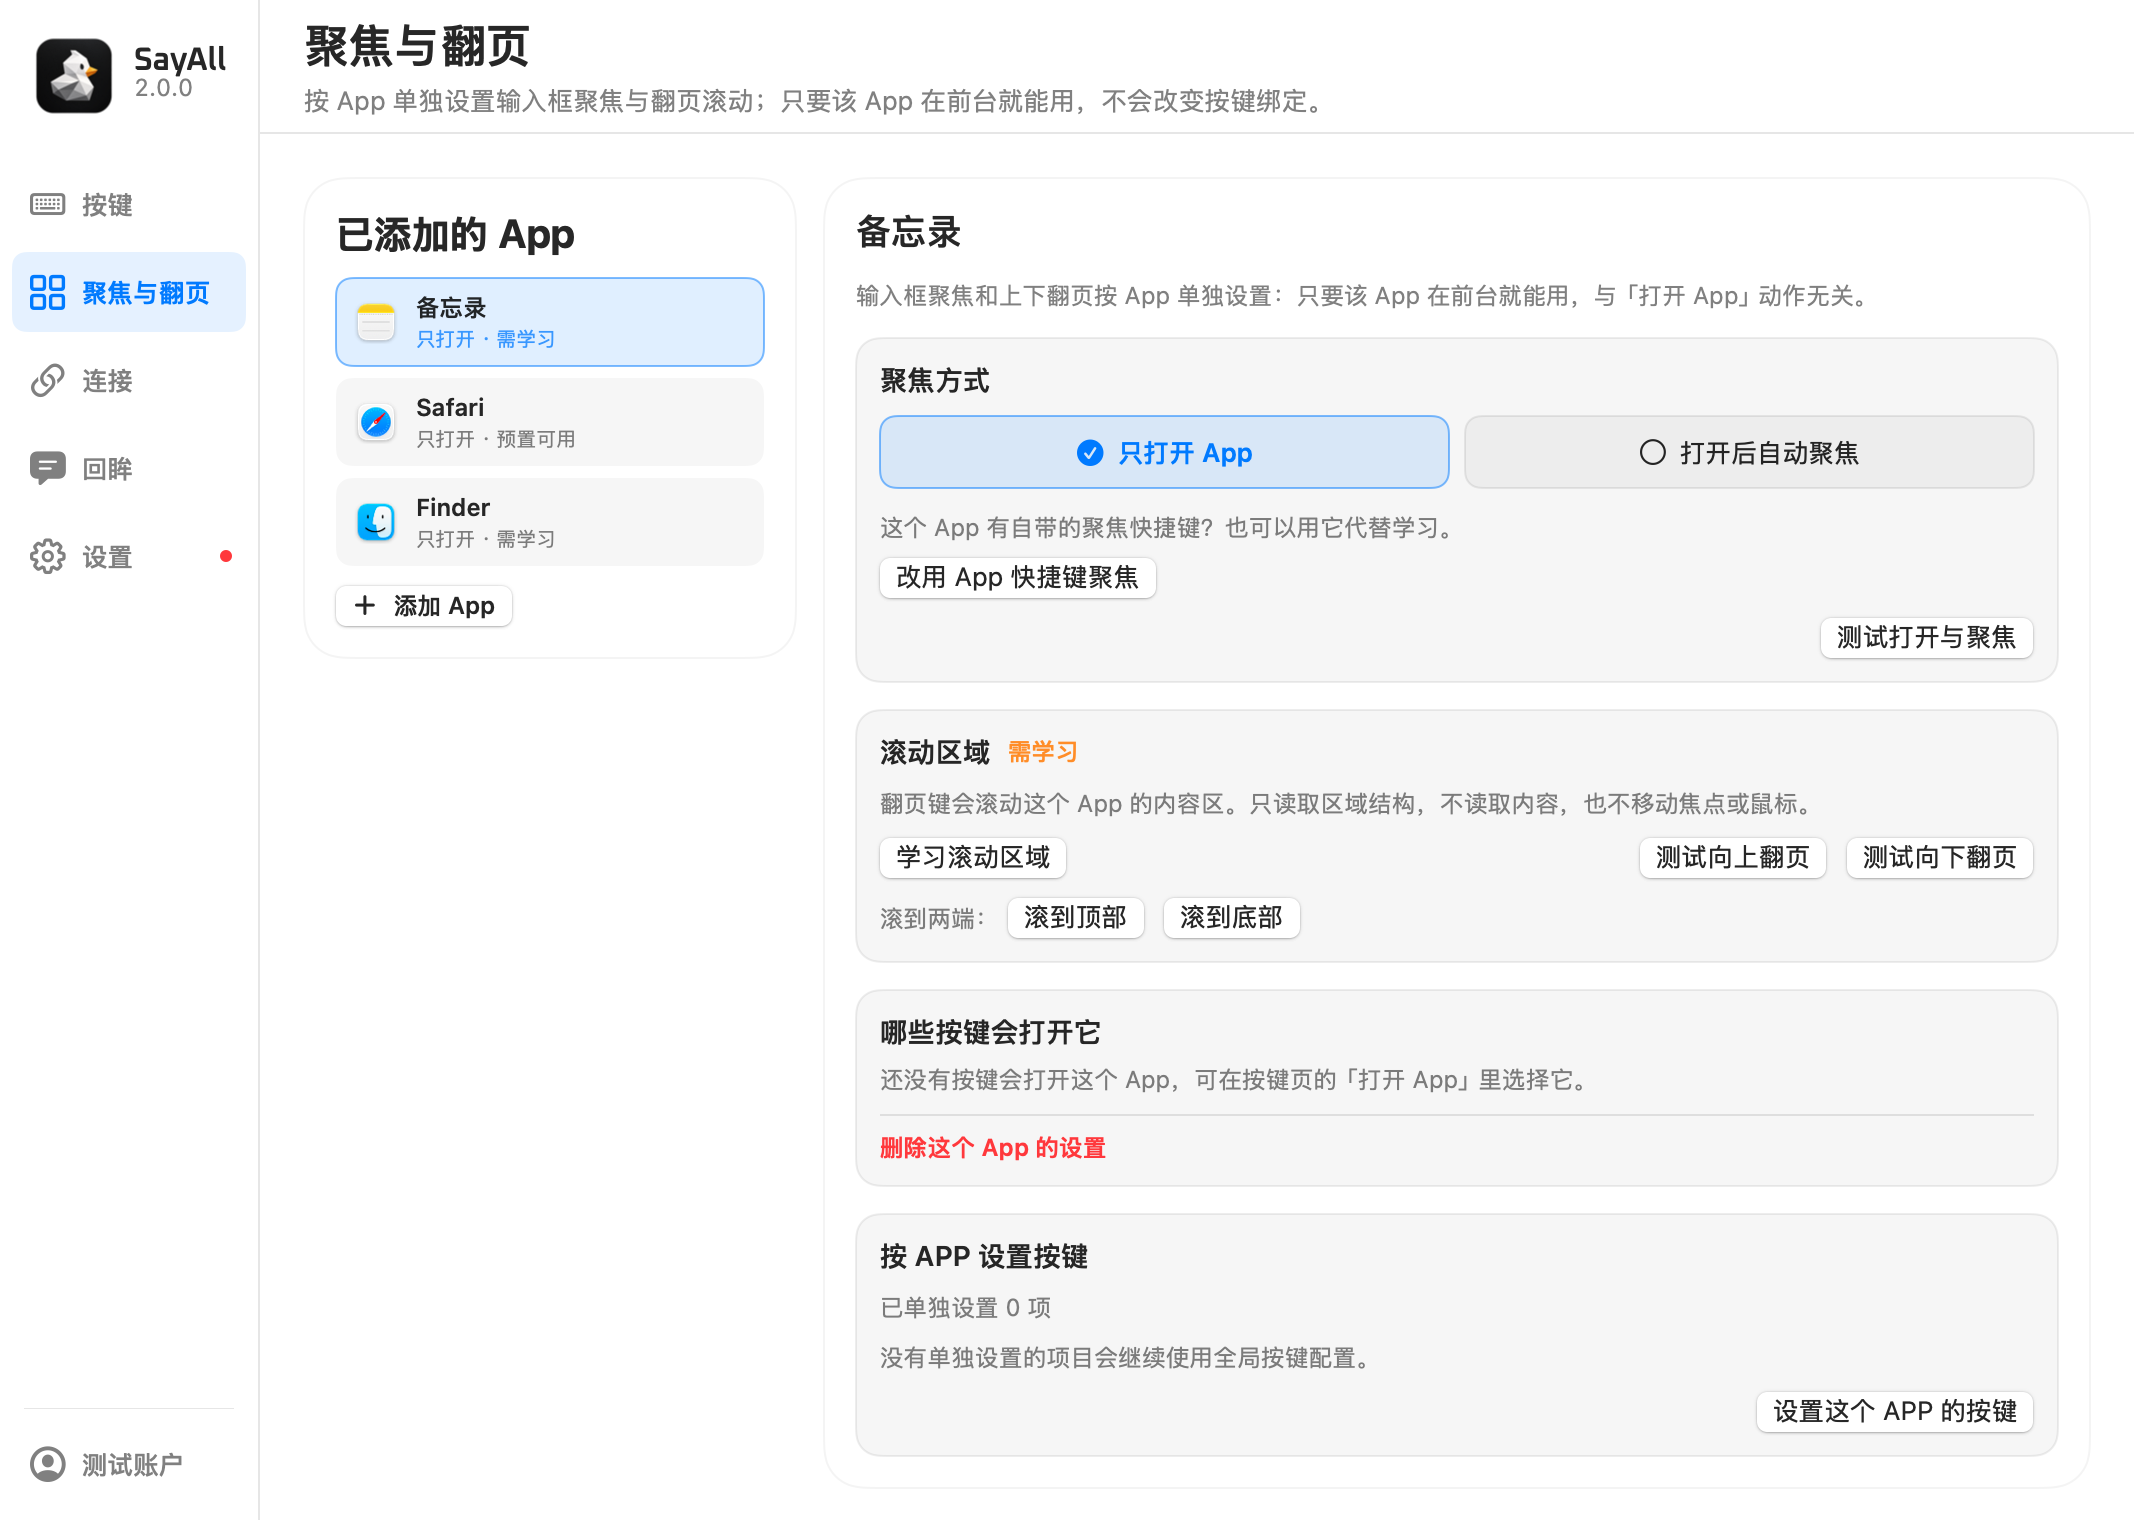 SayAll
2.0.0
按键
聚焦与翻页
连接
回眸
设置
测试账户
聚焦与翻页
按 App 单独设置输入框聚焦与翻页滚动；只要该 App 在前台就能用，不会改变按键绑定。
已添加的 App
备忘录
只打开 · 需学习
Safari
只打开 · 预置可用
Finder
只打开 · 需学习
添加 App
备忘录
输入框聚焦和上下翻页按 App 单独设置：只要该 App 在前台就能用，与「打开 App」动作无关。
聚焦方式
只打开 App
打开后自动聚焦
这个 App 有自带的聚焦快捷键？也可以用它代替学习。
改用 App 快捷键聚焦
测试打开与聚焦
滚动区域 需学习
翻页键会滚动这个 App 的内容区。只读取区域结构，不读取内容，也不移动焦点或鼠标。
学习滚动区域
测试向上翻页
测试向下翻页
滚到两端： 滚到顶部 滚到底部
哪些按键会打开它
还没有按键会打开这个 App，可在按键页的「打开 App」里选择它。
删除这个 App 的设置
按 APP 设置按键
已单独设置 0 项
没有单独设置的项目会继续使用全局按键配置。
设置这个 APP 的按键